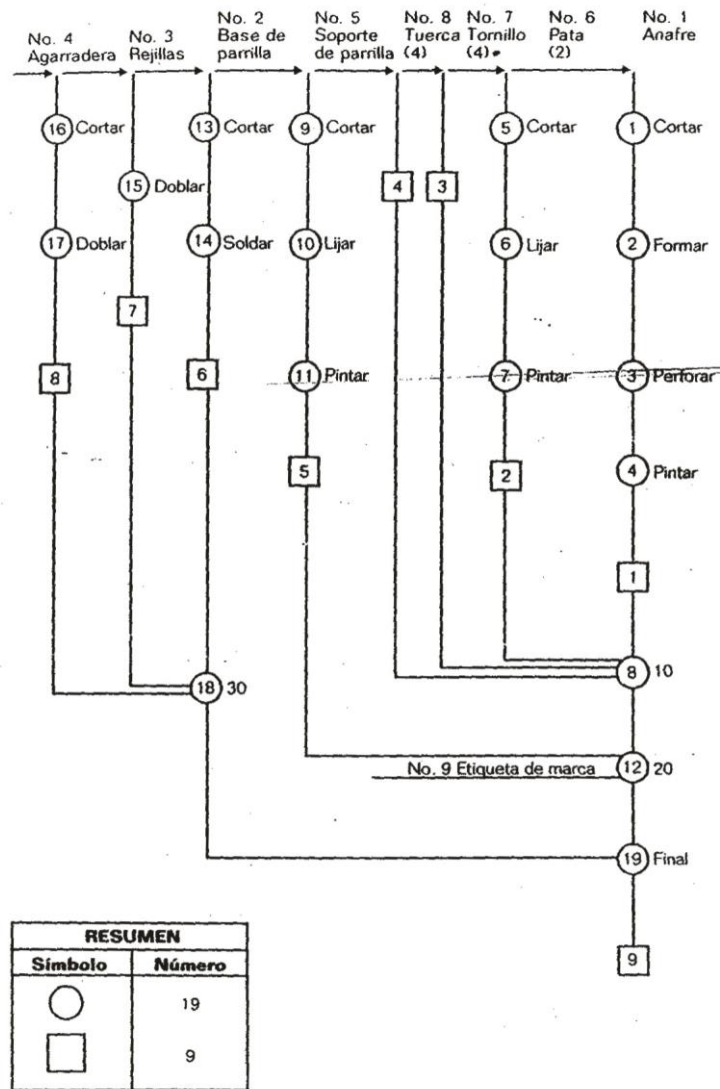 No. 4
Agarradera
No. 3
Rejillas
No. 2
Base de
parrilla
No. 5
Soporte
de parrilla
No. 8
Tuerca
(4)
No. 7
Tornillo
(4)
No. 6
Pata
(2)
No. 1
Anafre
16 Cortar
13 Cortar
9 Cortar
5 Cortar
1 Cortar
15 Doblar
4
3
17 Doblar
14 Soldar
10 Lijar
6 Lijar
2 Formar
7
8
6
11 Pintar
7 Pintar
3 Perforar
5
2
4 Pintar
1
18 30
8 10
No. 9 Etiqueta de marca
12 20
19 Final
9
RESUMEN
Símbolo Número
19
9